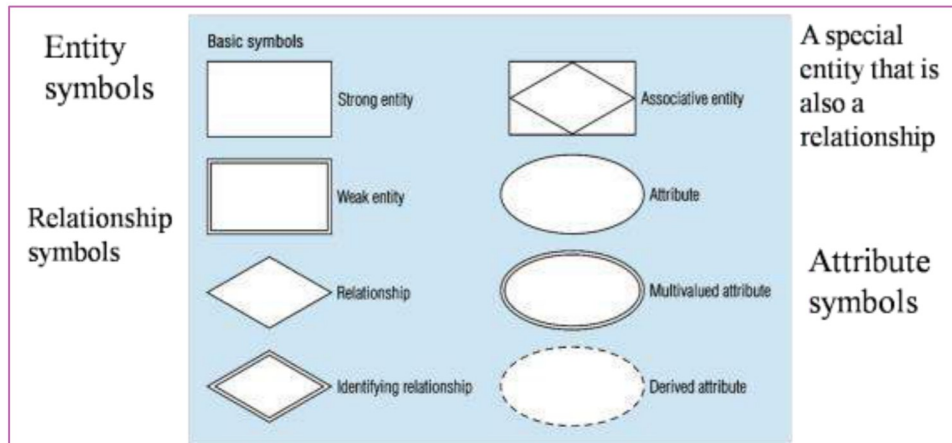 Entity
symbols
Relationship
symbols
Basic symbols
Strong entity
Weak entity
Relationship
Identifying relationship
Associative entity
Attribute
Multivalued attribute
Derived attribute
A special
entity that is
also a
relationship
Attribute
symbols